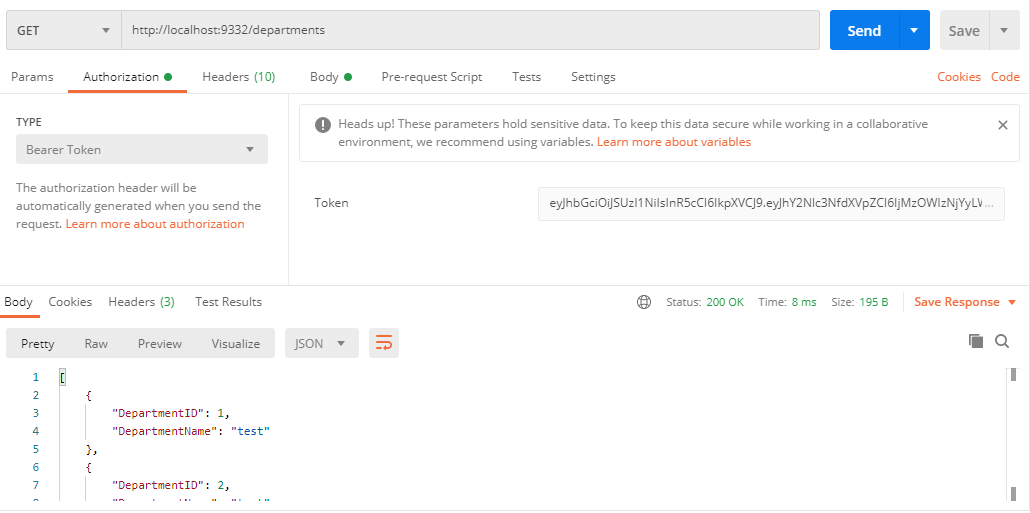 GET
http://localhost:9332/departments
Send
Save
Params
Authorization
Headers (10)
Body
Pre-request Script
Tests
Settings
Cookies
Code
TYPE
Bearer Token
The authorization header will be
automatically generated when you send the
request. Learn more about authorization
Heads up! These parameters hold sensitive data. To keep this data secure while working in a collaborative
environment, we recommend using variables. Learn more about variables
Token
Body
Cookies
Headers (3)
Test Results
Status: 200 OK
Time: 8 ms
Size: 195 B
Save Response
Pretty
Raw
Preview
Visualize
JSON
1 [
2 {
3 "DepartmentID": 1,
4 "DepartmentName": "test"
5 },
6 {
7 "DepartmentID": 2,